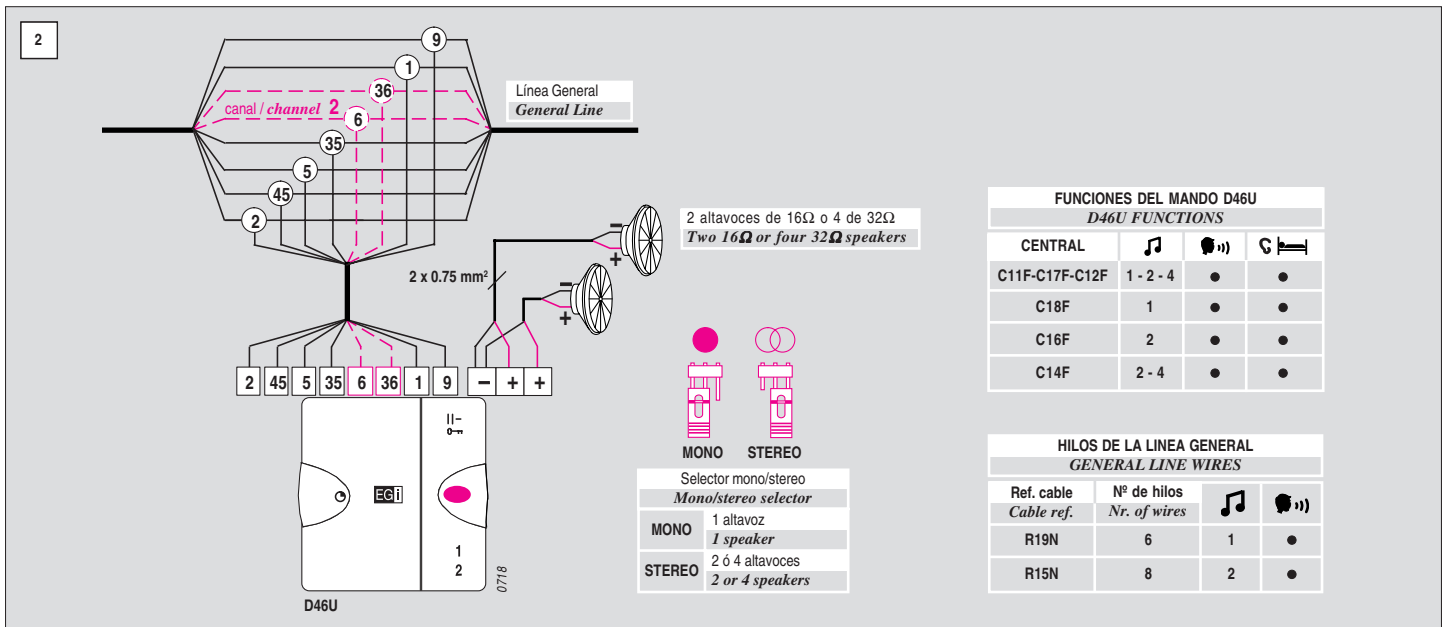 2
9
1
36
canal / channel 2
6
35
5
45
2
Línea General
General Line
2 altavoces de 16Ω o 4 de 32Ω
Two 16Ω or four 32Ω speakers
2 x 0.75 mm²
–
+
–
+
2 45 5 35 6 36 1 9 – + +
EGi
1
2
0718
D46U
MONO STEREO
Selector mono/stereo
Mono/stereo selector
MONO
1 altavoz
1 speaker
STEREO
2 ó 4 altavoces
2 or 4 speakers
FUNCIONES DEL MANDO D46U
D46U FUNCTIONS
CENTRAL
C11F-C17F-C12F 1 - 2 - 4 ● ●
C18F 1 ● ●
C16F 2 ● ●
C14F 2 - 4 ● ●
HILOS DE LA LINEA GENERAL
GENERAL LINE WIRES
Ref. cable Nº de hilos
Cable ref. Nr. of wires
R19N 6 1 ●
R15N 8 2 ●